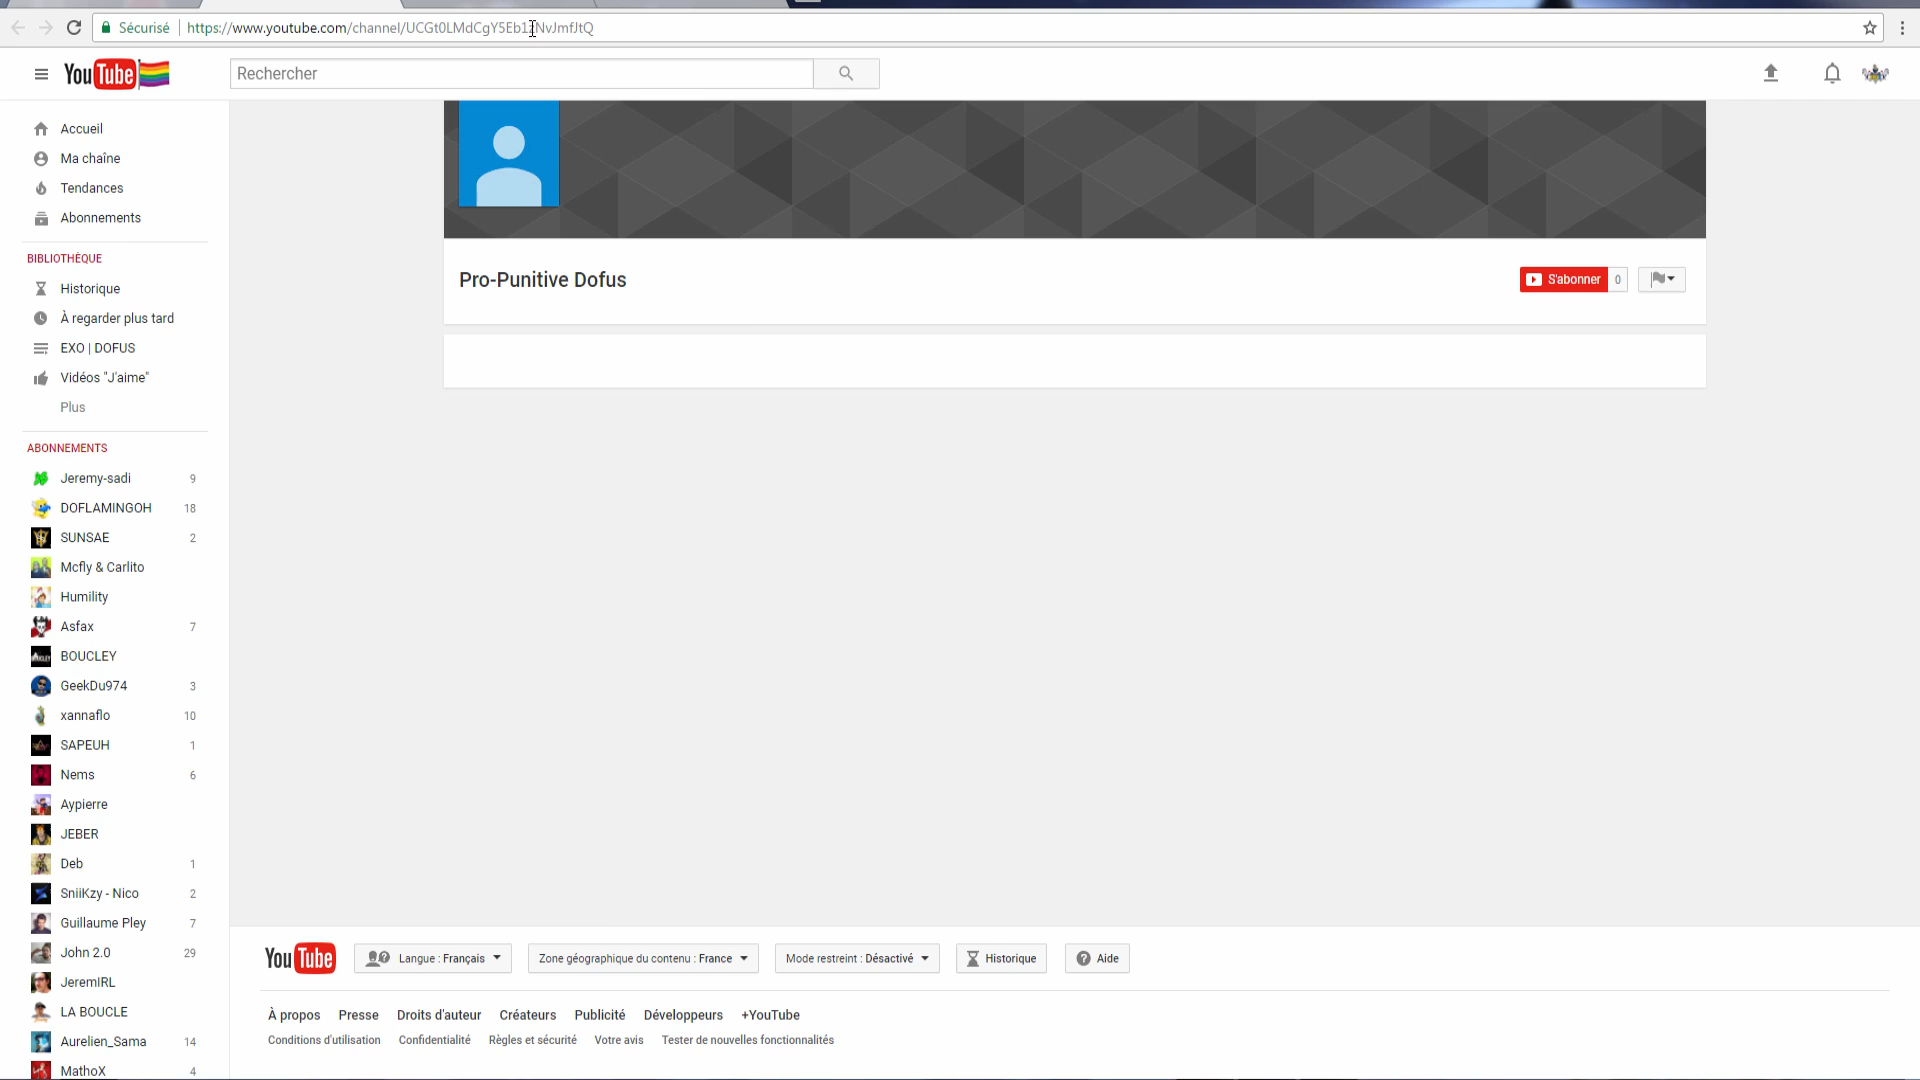 Sécurisé https://www.youtube.com/channel/UCGt0LMdCgY5Eb1zNvJmfJtQ
YouTube
Rechercher
Accueil
Ma chaîne
Tendances
Abonnements
BIBLIOTHÈQUE
Historique
À regarder plus tard
EXO | DOFUS
Vidéos "J'aime"
Plus
ABONNEMENTS
Jeremy-sadi 9
DOFLAMINGOH 18
SUNSAE 2
Mcfly & Carlito
Humility
Asfax 7
BOUCLEY
GeekDu974 3
xannaflo 10
SAPEUH 1
Nems 6
Aypierre
JEBER
Deb 1
SniiKzy - Nico 2
Guillaume Pley 7
John 2.0 29
JeremIRL
LA BOUCLE
Aurelien_Sama 14
MathoX 4
Pro-Punitive Dofus
S'abonner 0
YouTube
Langue : Français
Zone géographique du contenu : France
Mode restreint : Désactivé
Historique
Aide
À propos Presse Droits d'auteur Créateurs Publicité Développeurs +YouTube
Conditions d'utilisation Confidentialité Règles et sécurité Votre avis Tester de nouvelles fonctionnalités